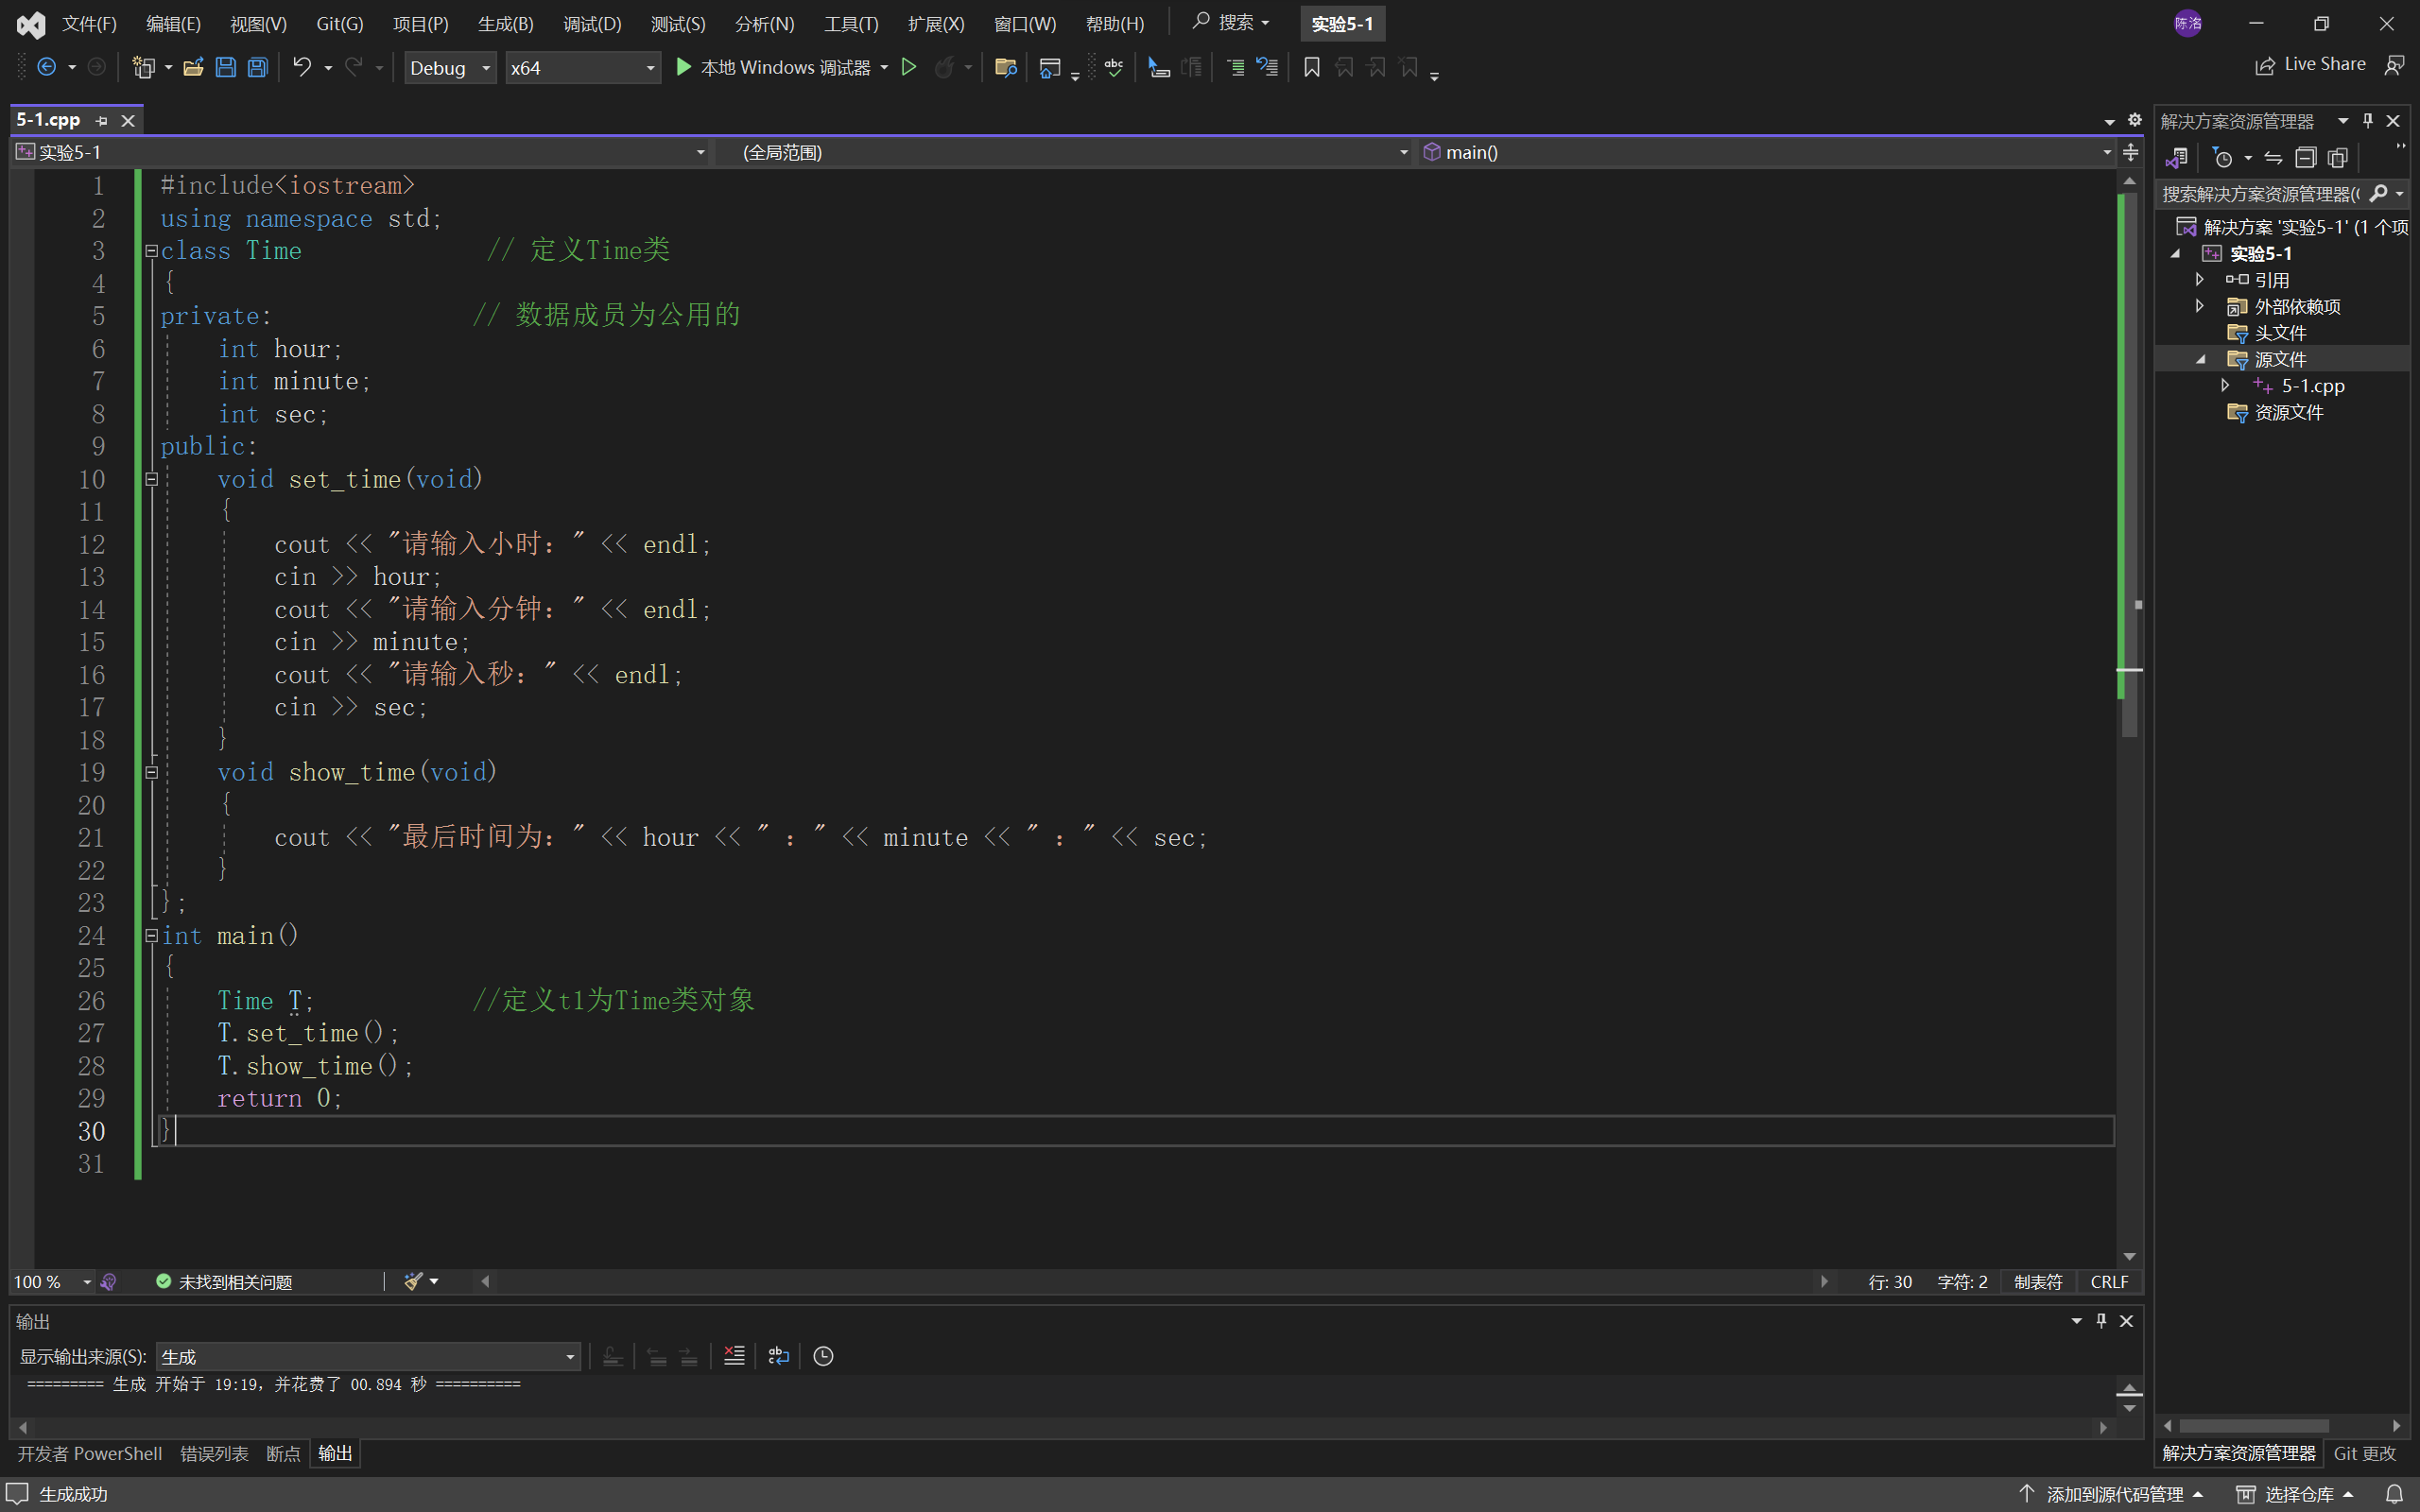 文件(F) 编辑(E) 视图(V) Git(G) 项目(P) 生成(B) 调试(D) 测试(S) 分析(N) 工具(T) 扩展(X) 窗口(W) 帮助(H) 搜索 实验5-1 陈洛
Debug x64 本地 Windows 调试器 abc Live Share
5-1.cpp
实验5-1 (全局范围) main()
1 #include<iostream>
2 using namespace std;
3 class Time // 定义Time类
4 {
5 private: // 数据成员为公用的
6 int hour;
7 int minute;
8 int sec;
9 public:
10 void set_time(void)
11 {
12 cout << "请输入小时：" << endl;
13 cin >> hour;
14 cout << "请输入分钟：" << endl;
15 cin >> minute;
16 cout << "请输入秒：" << endl;
17 cin >> sec;
18 }
19 void show_time(void)
20 {
21 cout << "最后时间为：" << hour << " : " << minute << " : " << sec;
22 }
23 };
24 int main()
25 {
26 Time T; //定义t1为Time类对象
27 T.set_time();
28 T.show_time();
29 return 0;
30 }
31
100 % 未找到相关问题 行: 30 字符: 2 制表符 CRLF
输出
显示输出来源(S): 生成
========= 生成 开始于 19:19，并花费了 00.894 秒 ==========
开发者 PowerShell 错误列表 断点 输出
生成成功 添加到源代码管理 选择仓库
解决方案资源管理器
搜索解决方案资源管理器(
解决方案 '实验5-1' (1 个项
实验5-1
引用
外部依赖项
头文件
源文件
5-1.cpp
资源文件
解决方案资源管理器 Git 更改